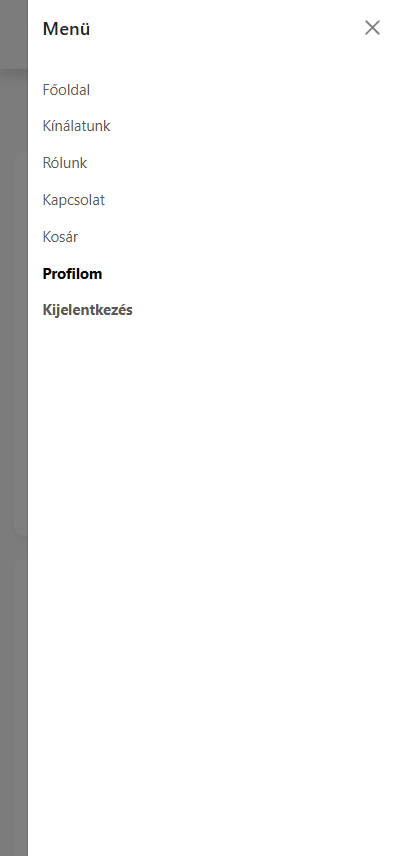 Menü
Főoldal
Kínálatunk
Rólunk
Kapcsolat
Kosár
Profilom
Kijelentkezés